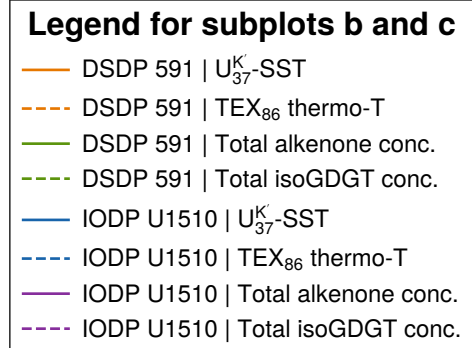 Legend for subplots b and c
DSDP 591 | U₃₇ᴷ′-SST
DSDP 591 | TEX₈₆ thermo-T
DSDP 591 | Total alkenone conc.
DSDP 591 | Total isoGDGT conc.
IODP U1510 | U₃₇ᴷ′-SST
IODP U1510 | TEX₈₆ thermo-T
IODP U1510 | Total alkenone conc.
IODP U1510 | Total isoGDGT conc.